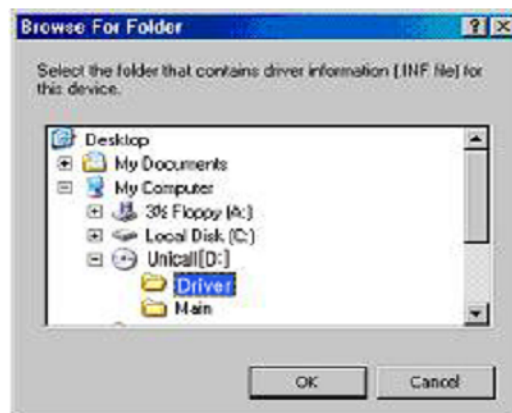 Browse For Folder
Select the folder that contains driver information (.INF file) for
this device.
Desktop
My Documents
My Computer
3½ Floppy (A:)
Local Disk (C:)
Unicall[D:]
Driver
Main
OK
Cancel